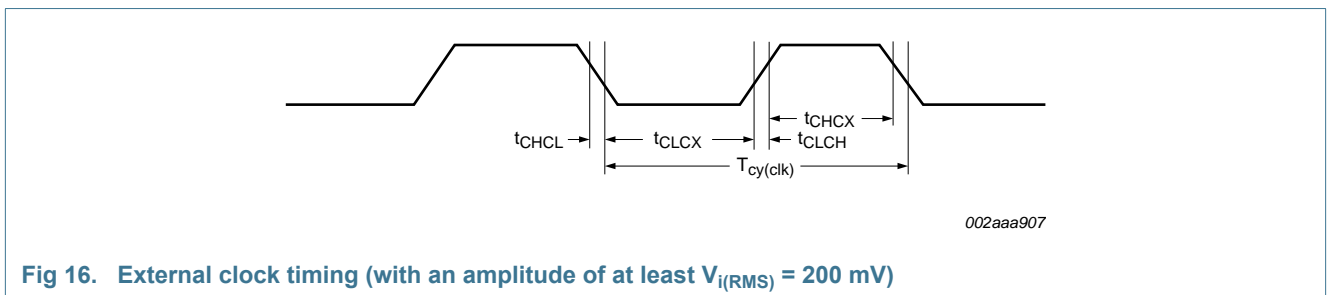 tCHCX
tCHCL tCLCX tCLCH
Tcy(clk)
002aaa907
Fig 16. External clock timing (with an amplitude of at least Vi(RMS) = 200 mV)